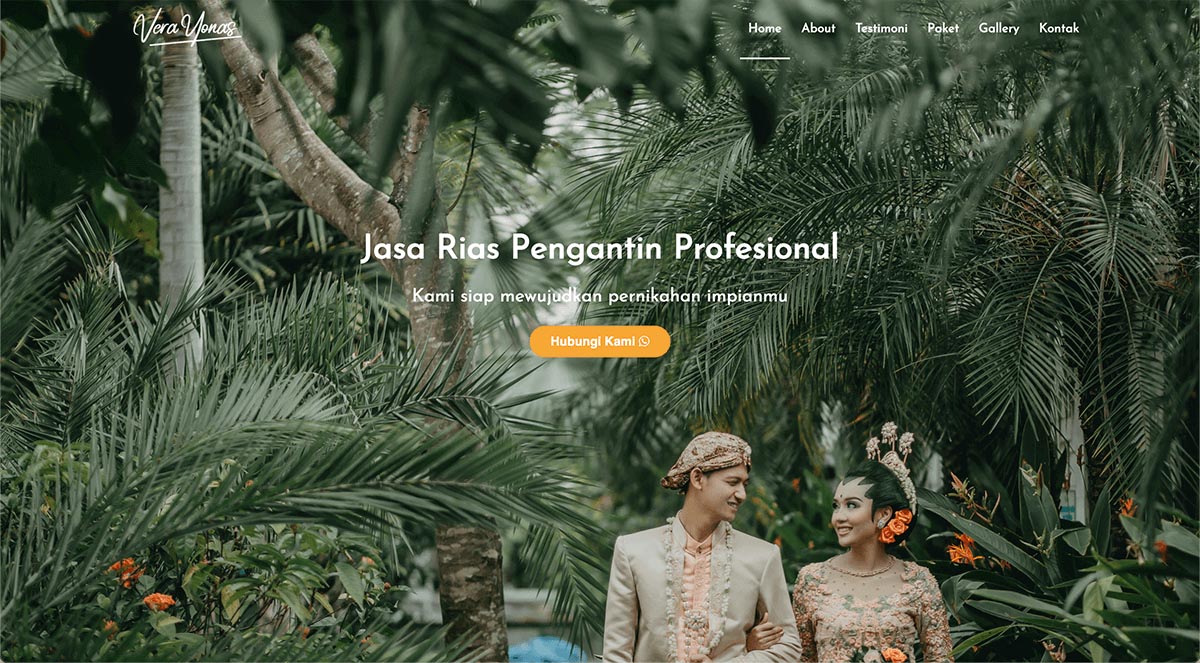 Vera Yonas
Home About Testimoni Paket Gallery Kontak
Jasa Rias Pengantin Profesional
Kami siap mewujudkan pernikahan impianmu
Hubungi Kami